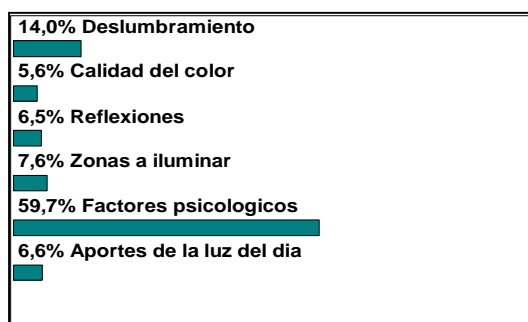 14,0% Deslumbramiento
5,6% Calidad del color
6,5% Reflexiones
7,6% Zonas a iluminar
59,7% Factores psicologicos
6,6% Aportes de la luz del dia